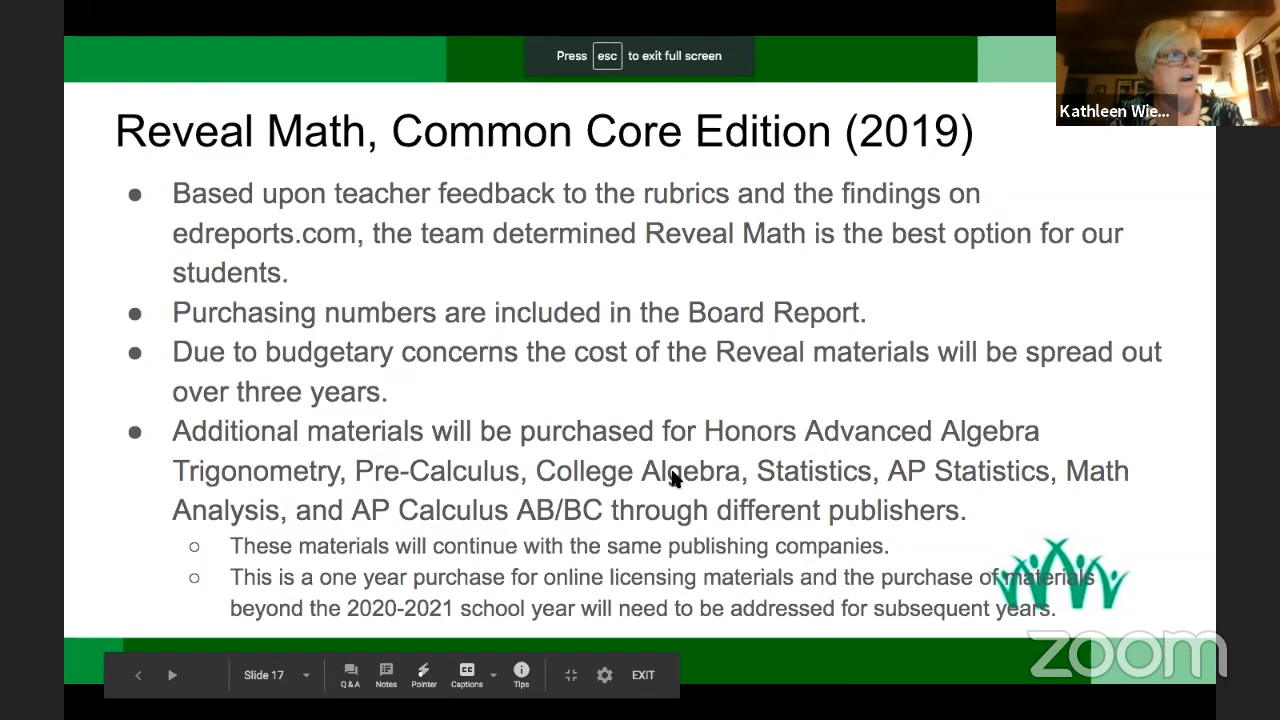 Press esc to exit full screen
Kathleen Wie...
Reveal Math, Common Core Edition (2019)
● Based upon teacher feedback to the rubrics and the findings on
edreports.com, the team determined Reveal Math is the best option for our
students.
● Purchasing numbers are included in the Board Report.
● Due to budgetary concerns the cost of the Reveal materials will be spread out
over three years.
● Additional materials will be purchased for Honors Advanced Algebra
Trigonometry, Pre-Calculus, College Algebra, Statistics, AP Statistics, Math
Analysis, and AP Calculus AB/BC through different publishers.
○ These materials will continue with the same publishing companies.
○ This is a one year purchase for online licensing materials and the purchase of materials
beyond the 2020-2021 school year will need to be addressed for subsequent years.
zoom
Slide 17
Q&A Notes Pointer Captions Tips EXIT